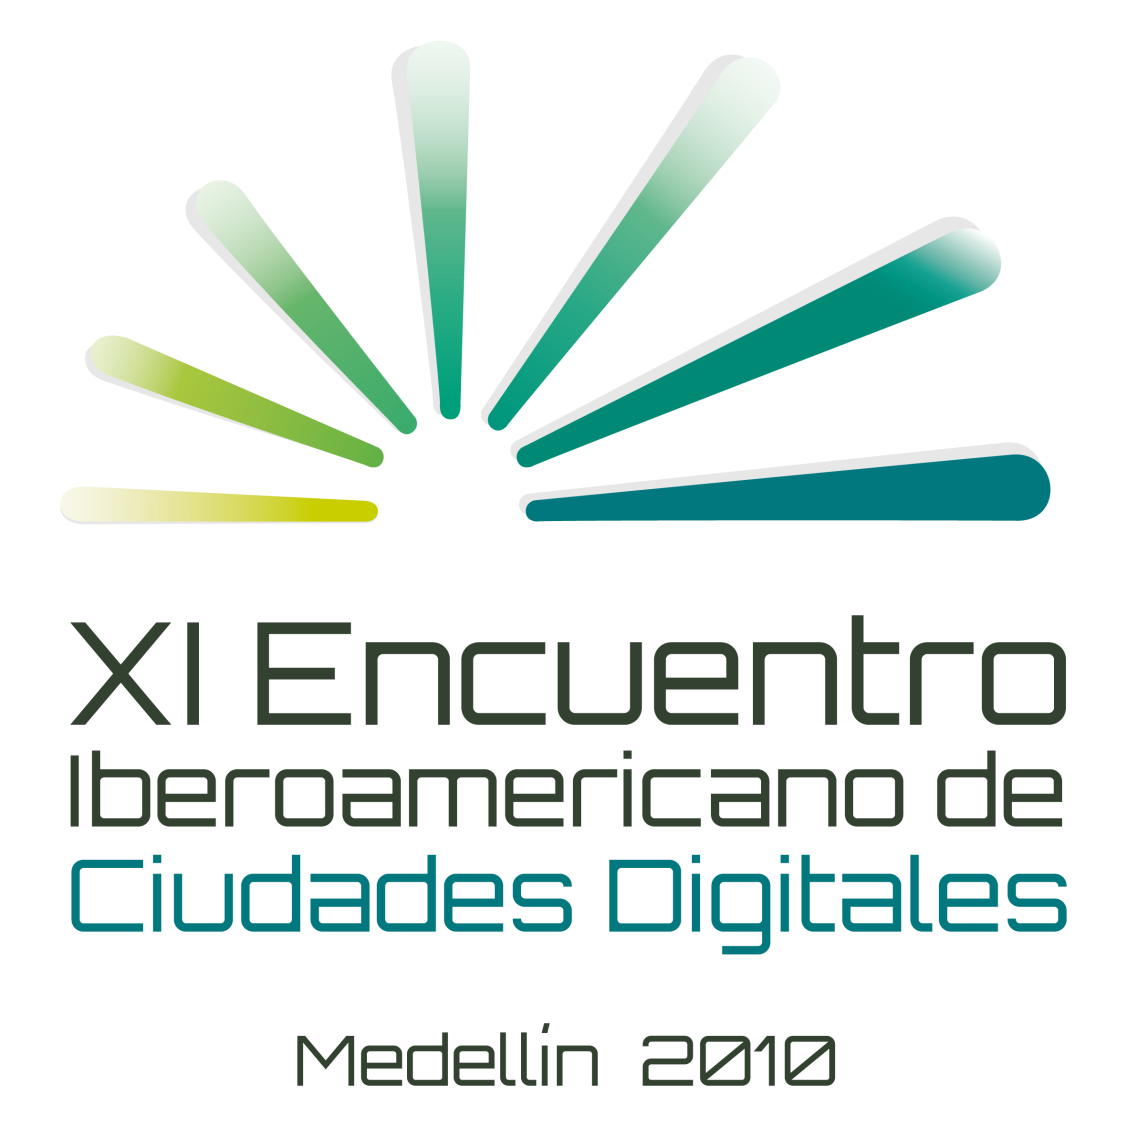 XI Encuentro
Iberoamericano de
Ciudades Digitales
Medellín 2010